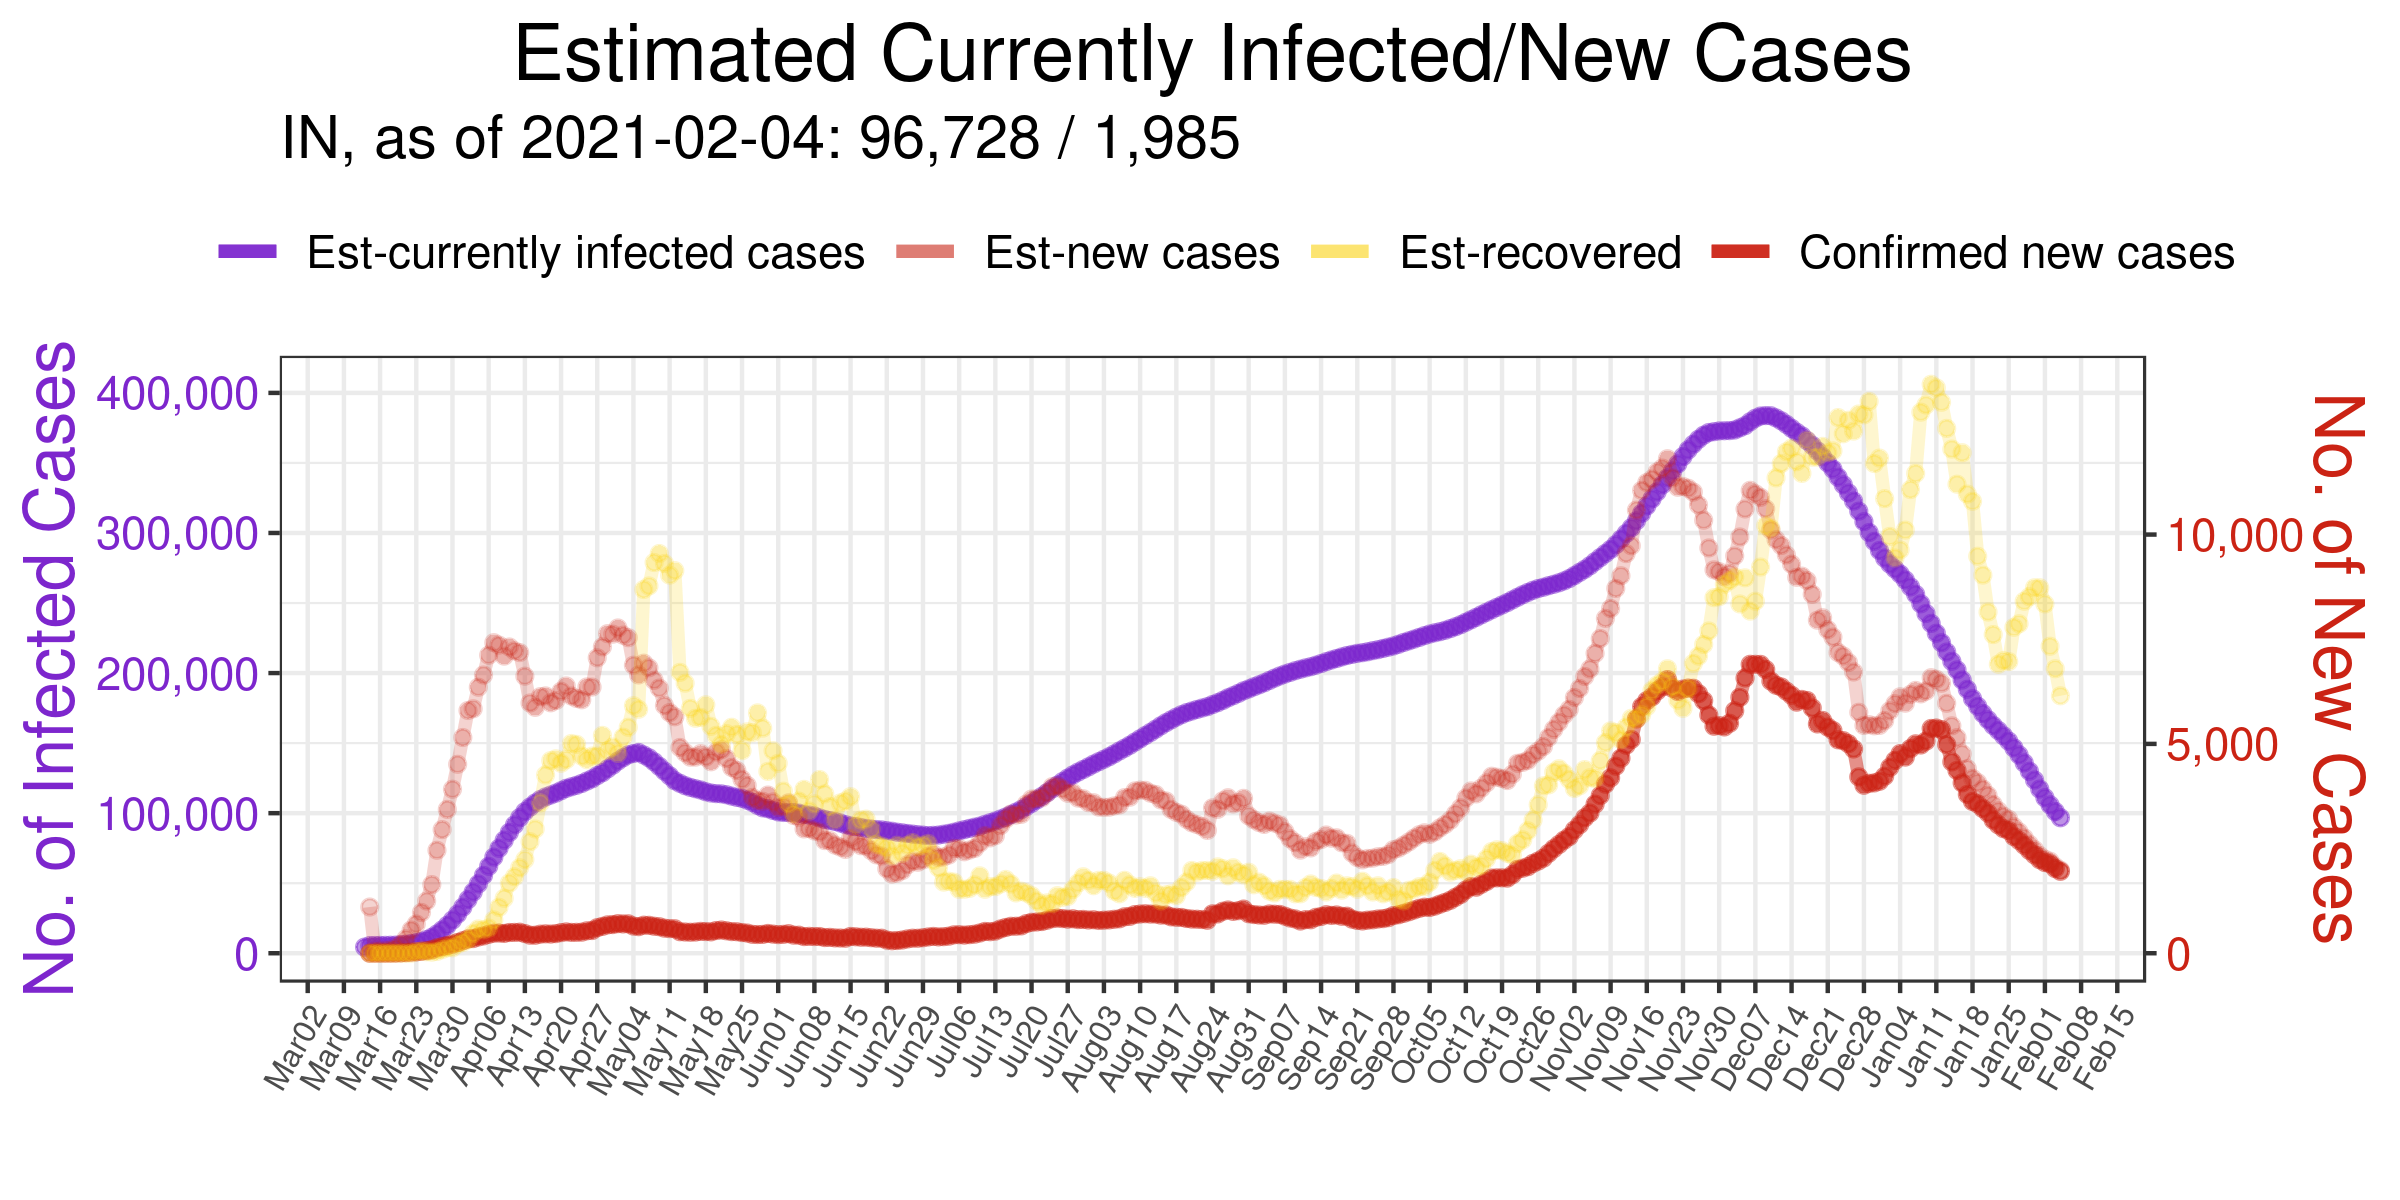 Estimated Currently Infected/New Cases
IN, as of 2021-02-04: 96,728 / 1,985
Est-currently infected cases Est-new cases Est-recovered Confirmed new cases
No. of Infected Cases
400,000
300,000
200,000
100,000
0
10,000
5,000
0
No. of New Cases
Mar02 Mar09 Mar16 Mar23 Mar30 Apr06 Apr13 Apr20 Apr27 May04 May11 May18 May25 Jun01 Jun08 Jun15 Jun22 Jun29 Jul06 Jul13 Jul20 Jul27 Aug03 Aug10 Aug17 Aug24 Aug31 Sep07 Sep14 Sep21 Sep28 Oct05 Oct12 Oct19 Oct26 Nov02 Nov09 Nov16 Nov23 Nov30 Dec07 Dec14 Dec21 Dec28 Jan04 Jan11 Jan18 Jan25 Feb01 Feb08 Feb15